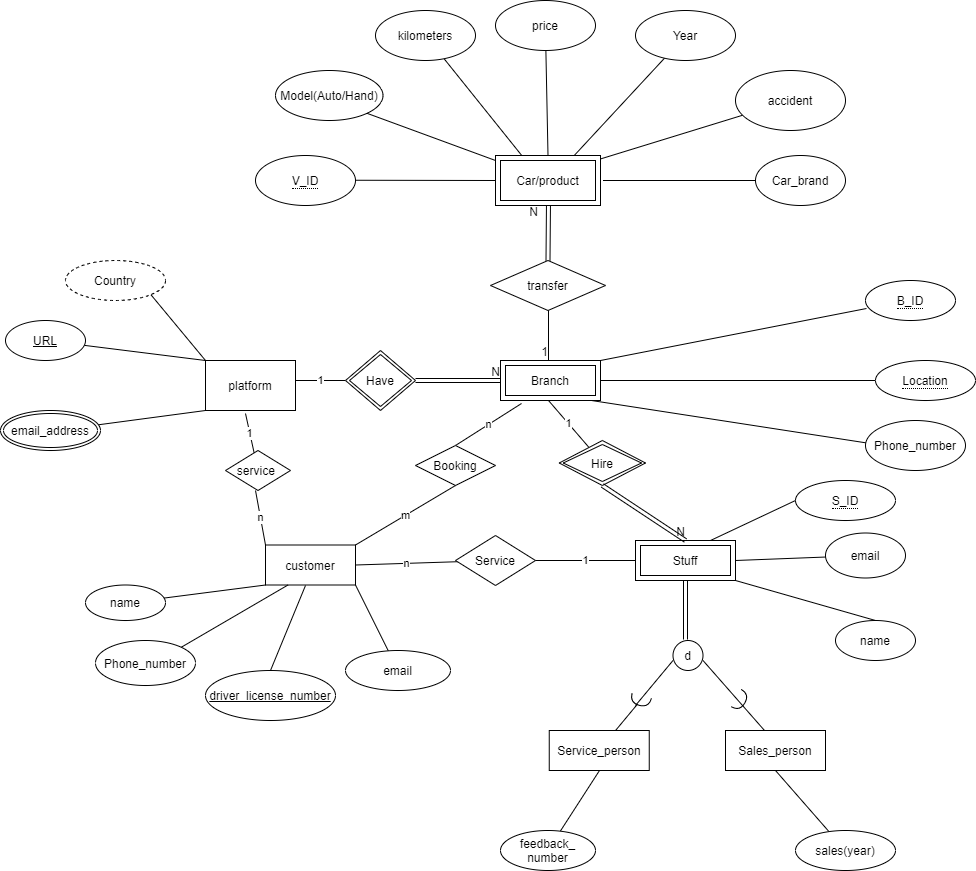 price
kilometers
Year
Model(Auto/Hand)
accident
V_ID
Car/product
Car_brand
N
Country
transfer
B_ID
URL
1
platform
1
Have
N
Branch
Location
email_address
1
n
1
Phone_number
service
Booking
Hire
n
m
S_ID
N
customer
n
Service
1
Stuff
email
name
name
Phone_number
driver_license_number
email
d
Service_person
Sales_person
feedback_
number
sales(year)